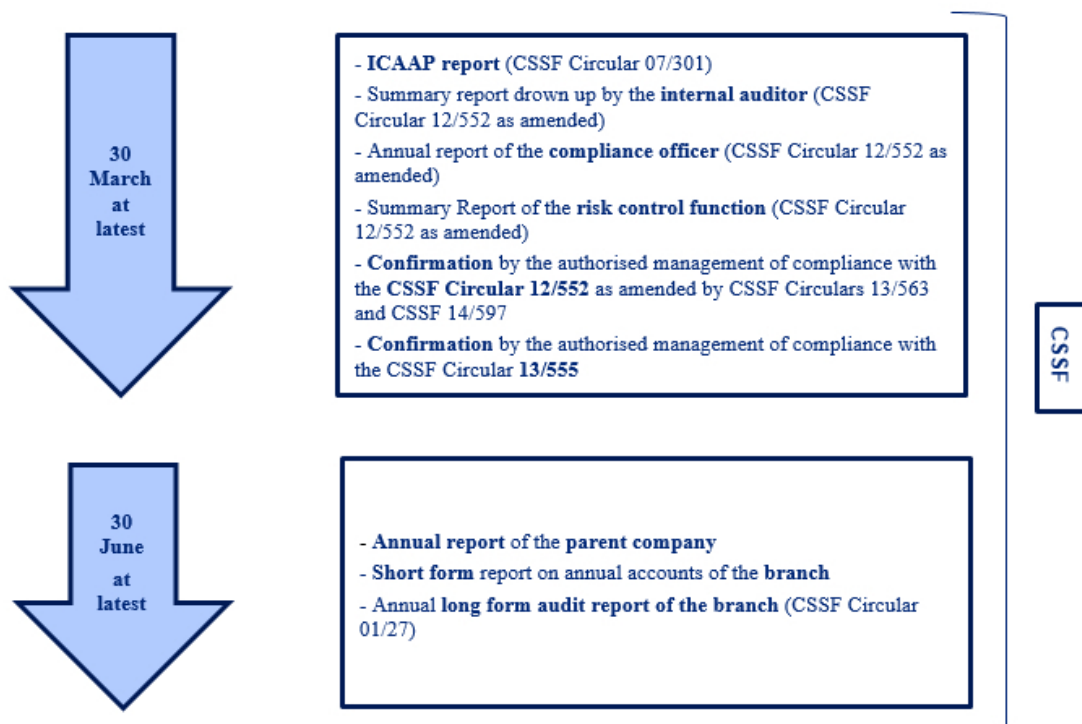 30
March
at
latest
- ICAAP report (CSSF Circular 07/301)
- Summary report drown up by the internal auditor (CSSF
Circular 12/552 as amended)
- Annual report of the compliance officer (CSSF Circular 12/552 as
amended)
- Summary Report of the risk control function (CSSF Circular
12/552 as amended)
- Confirmation by the authorised management of compliance with
the CSSF Circular 12/552 as amended by CSSF Circulars 13/563
and CSSF 14/597
- Confirmation by the authorised management of compliance with
the CSSF Circular 13/555
CSSF
30
June
at
latest
- Annual report of the parent company
- Short form report on annual accounts of the branch
- Annual long form audit report of the branch (CSSF Circular
01/27)